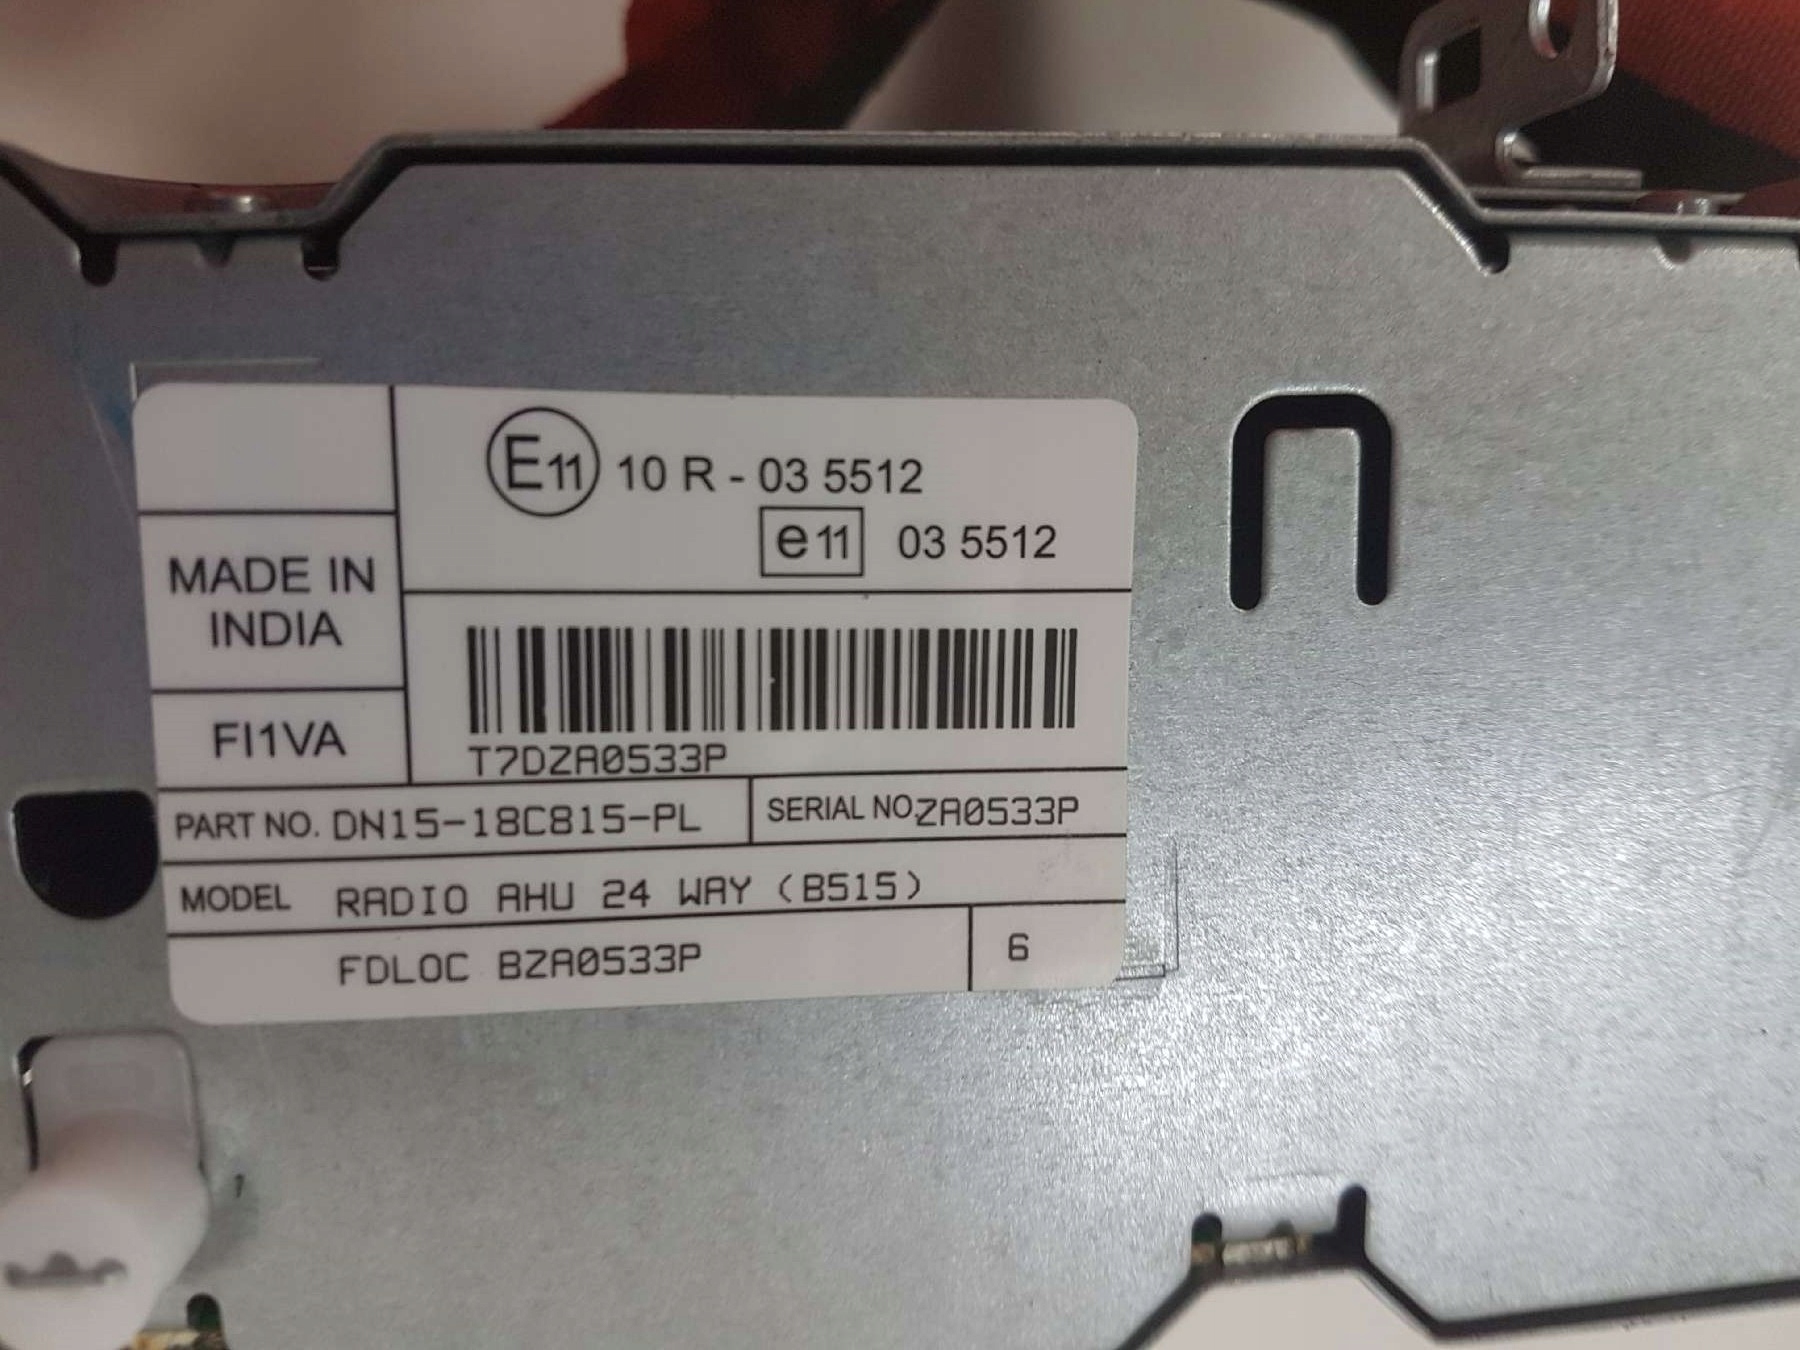 E11 10 R - 03 5512
e11 03 5512
MADE IN
INDIA
FI1VA
T7DZA0533P
PART NO. DN15-18C815-PL
SERIAL NO. ZA0533P
MODEL RADIO AHU 24 WAY (B515)
FDLOC BZA0533P
6